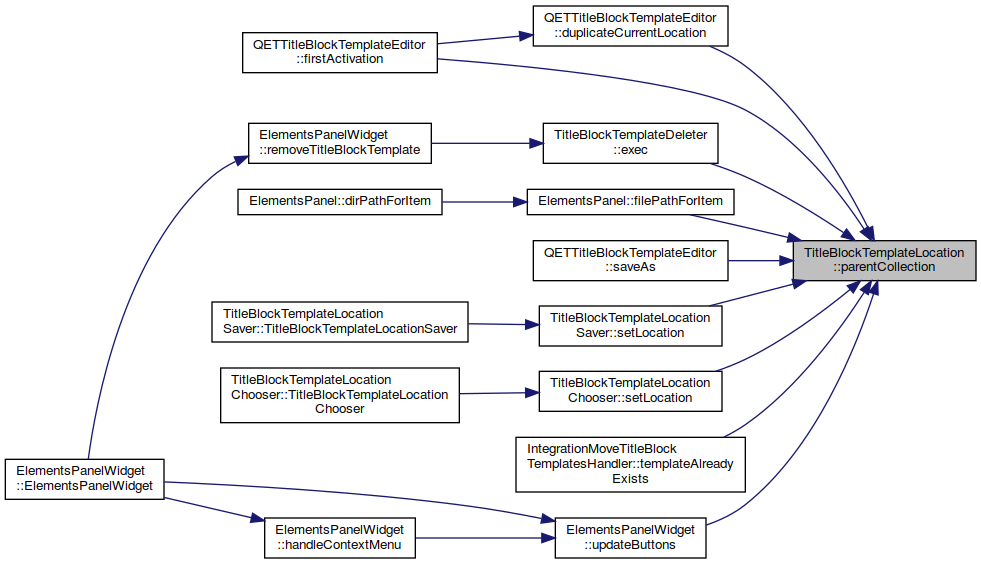 QETTitleBlockTemplateEditor
::duplicateCurrentLocation
QETTitleBlockTemplateEditor
::firstActivation
ElementsPanelWidget
::removeTitleBlockTemplate
TitleBlockTemplateDeleter
::exec
ElementsPanel::dirPathForItem
ElementsPanel::filePathForItem
QETTitleBlockTemplateEditor
::saveAs
TitleBlockTemplateLocation
::parentCollection
TitleBlockTemplateLocation
Saver::TitleBlockTemplateLocationSaver
TitleBlockTemplateLocation
Saver::setLocation
TitleBlockTemplateLocation
Chooser::TitleBlockTemplateLocation
Chooser
TitleBlockTemplateLocation
Chooser::setLocation
IntegrationMoveTitleBlock
TemplatesHandler::templateAlready
Exists
ElementsPanelWidget
::ElementsPanelWidget
ElementsPanelWidget
::handleContextMenu
ElementsPanelWidget
::updateButtons